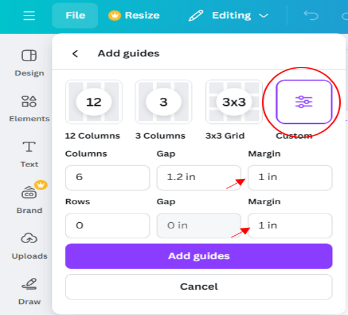 File Resize Editing
Add guides
Design
12 3 3x3
Elements
12 Columns 3 Columns 3x3 Grid Custom
Columns Gap Margin
Text
6 1.2 in 1 in
Rows Gap Margin
Brand
0 0 in 1 in
Uploads
Add guides
Cancel
Draw